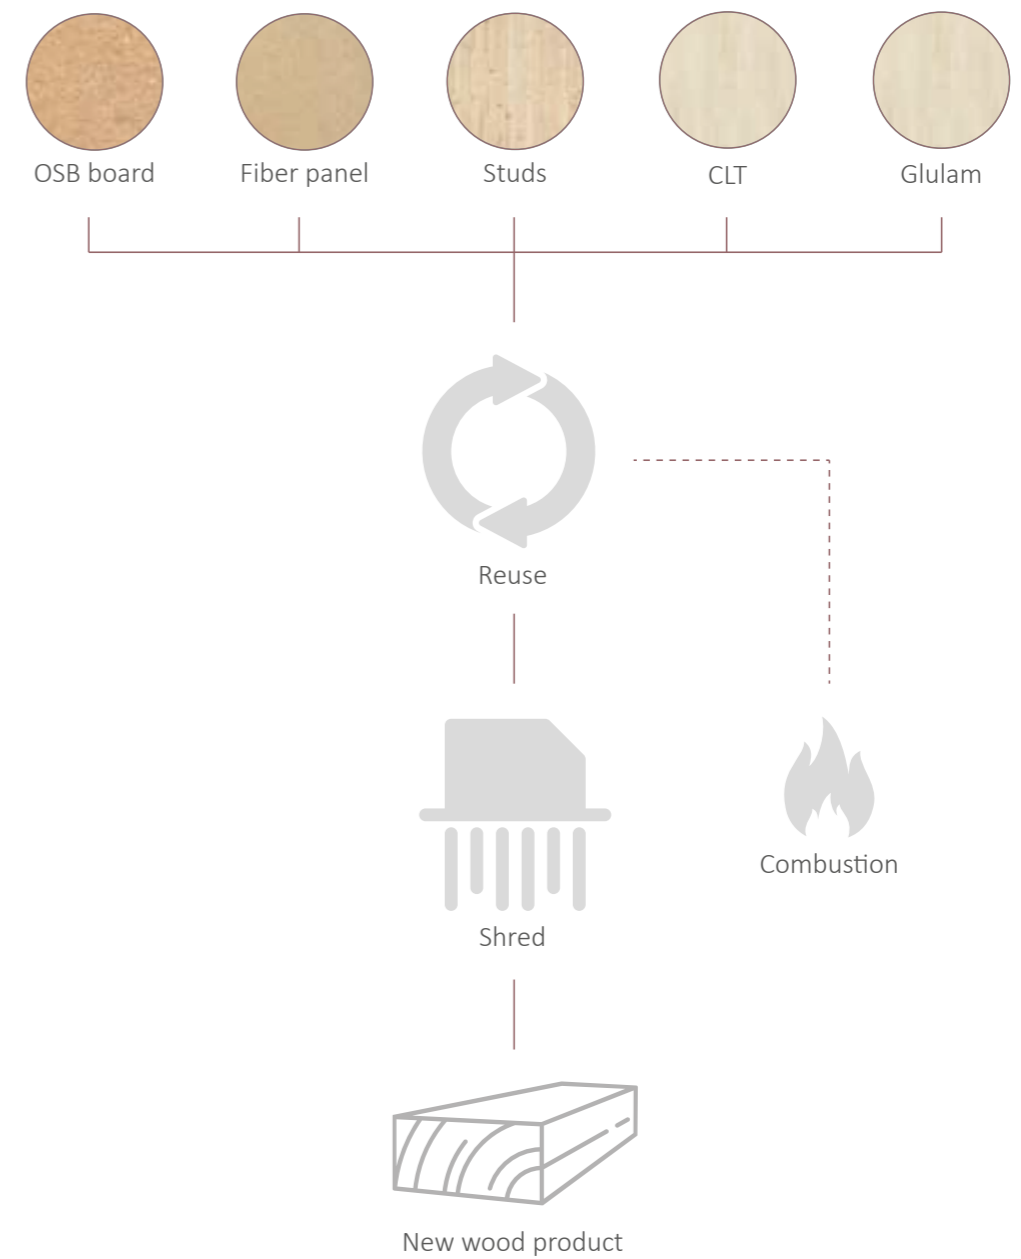 OSB board
Fiber panel
Studs
CLT
Glulam
Reuse
Shred
Combustion
New wood product